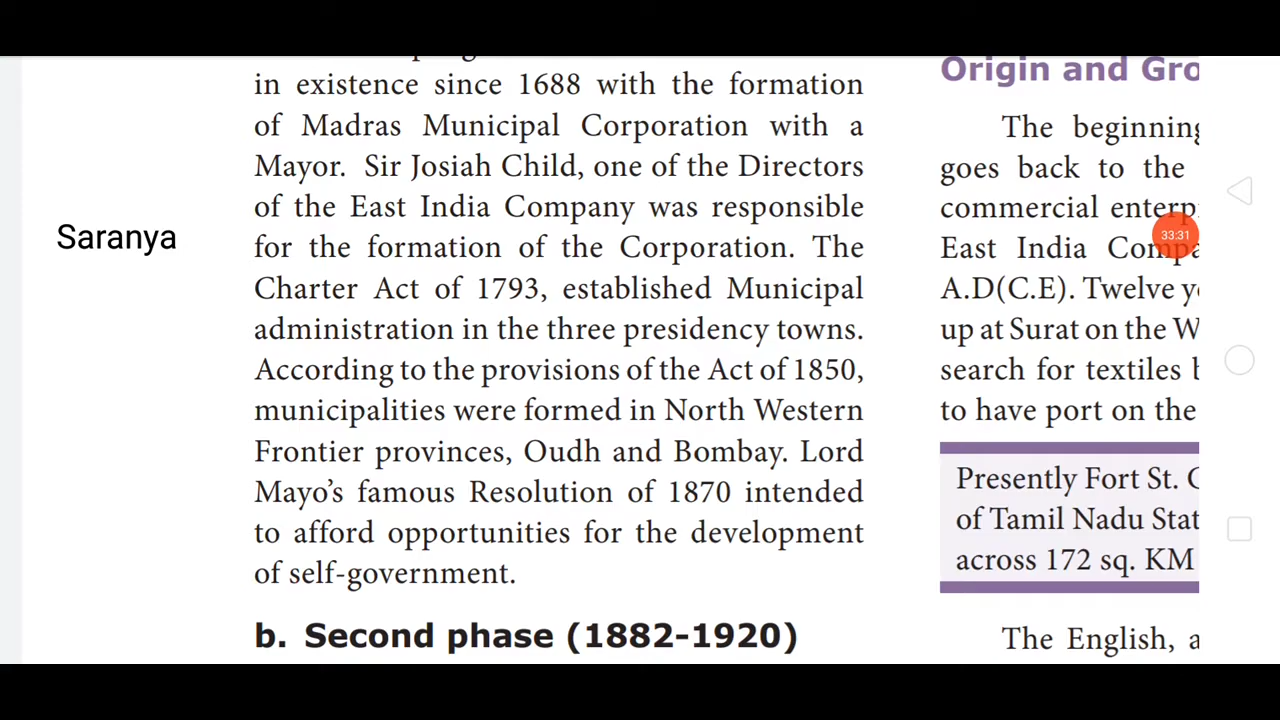 Saranya
in existence since 1688 with the formation
of Madras Municipal Corporation with a
Mayor. Sir Josiah Child, one of the Directors
of the East India Company was responsible
for the formation of the Corporation. The
Charter Act of 1793, established Municipal
administration in the three presidency towns.
According to the provisions of the Act of 1850,
municipalities were formed in North Western
Frontier provinces, Oudh and Bombay. Lord
Mayo's famous Resolution of 1870 intended
to afford opportunities for the development
of self-government.
b. Second phase (1882-1920)
Origin and
The beginning
goes back to the
commercial
East India
A.D(C.E). Twelve
up at Surat on the
search for textiles
to have port on the
Presently Fort St.
of Tamil Nadu
across 172 sq. KM
The English,
33:31